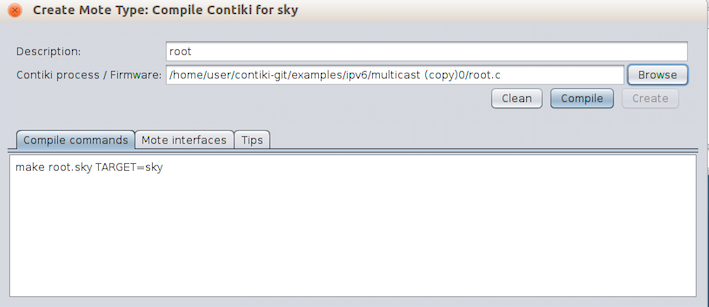 Create Mote Type: Compile Contiki for sky
Description: root
Contiki process / Firmware: /home/user/contiki-git/examples/ipv6/multicast (copy)0/root.c Browse
Clean Compile Create
Compile commands Mote interfaces Tips
make root.sky TARGET=sky